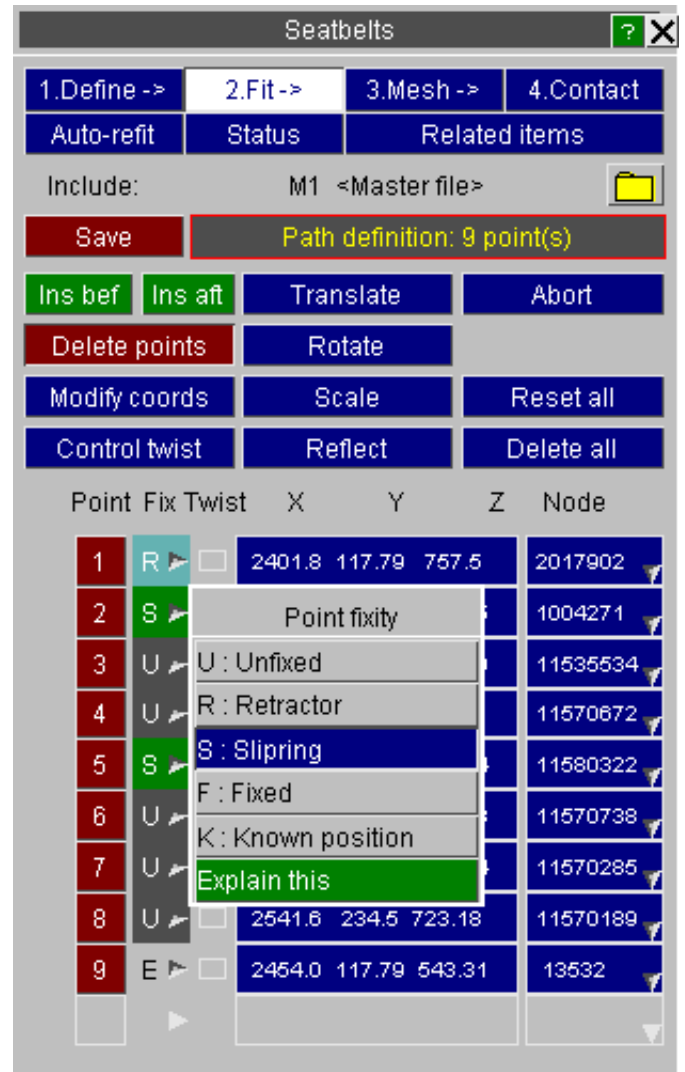 Seatbelts ? X
1.Define -> 2.Fit -> 3.Mesh -> 4.Contact
Auto-refit Status Related items
Include: M1 <Master file>
Save Path definition: 9 point(s)
Ins bef Ins aft Translate Abort
Delete points Rotate
Modify coords Scale Reset all
Control twist Reflect Delete all
Point Fix Twist X Y Z Node
1 R 2401.8 117.79 757.5 2017902
2 S 1004271
Point fixity
3 U 11535534
U : Unfixed
4 U 11570672
R : Retractor
5 S 11580322
S : Slipring
F : Fixed
6 U 11570738
K : Known position
7 U 11570285
Explain this
8 U 2541.6 234.5 723.18 11570189
9 E 2454.0 117.79 543.31 13532